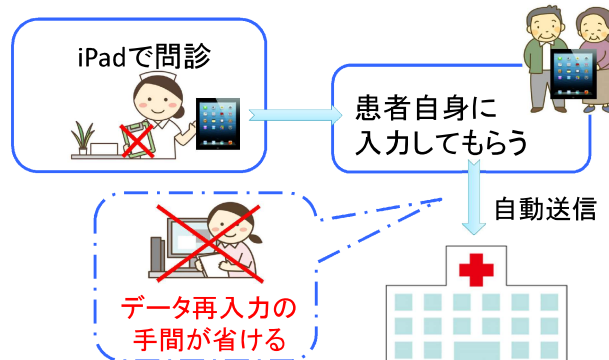 iPadで問診
患者自身に
入力してもらう
自動送信
データ再入力の
手間が省ける